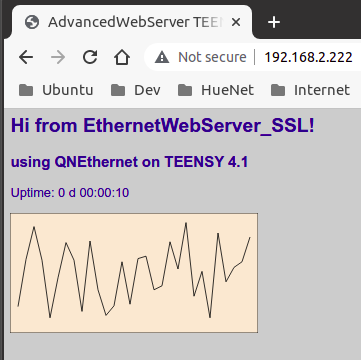 AdvancedWebServer TEEN
Not secure | 192.168.2.222
Ubuntu Dev HueNet Internet
Hi from EthernetWebServer_SSL!
using QNEthernet on TEENSY 4.1
Uptime: 0 d 00:00:10